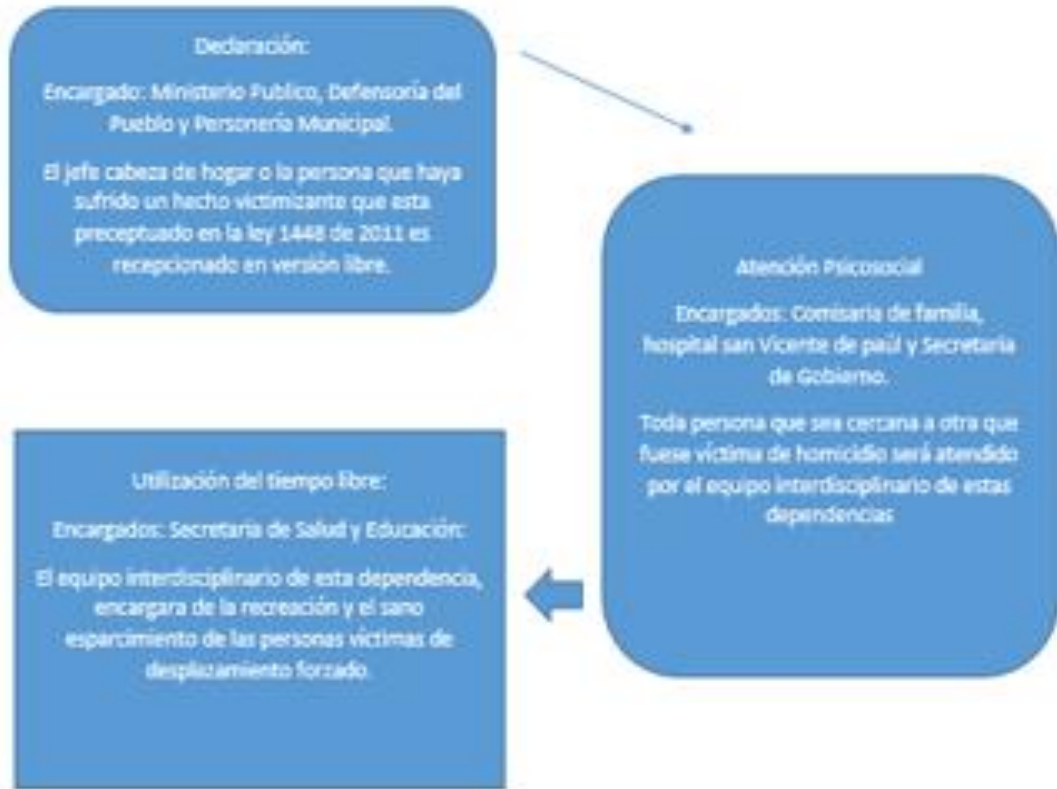 Declaración:
Encargado: Ministerio Publico, Defensoría del
Pueblo y Personería Municipal.
El jefe cabeza de hogar o la persona que haya
sufrido un hecho victimizante que esta
preceptuado en la ley 1448 de 2011 es
recepcionado en versión libre.
Atención Psicosocial
Encargados: Comisaria de familia,
hospital san Vicente de paúl y Secretaria
de Gobierno.
Toda persona que sea cercana a otra que
fuese víctima de homicidio será atendido
por el equipo interdisciplinario de estas
dependencias
Utilización del tiempo libre:
Encargados: Secretaria de Salud y Educación:
El equipo interdisciplinario de esta dependencia,
encargara de la recreación y el sano
esparcimiento de las personas víctimas de
desplazamiento forzado.